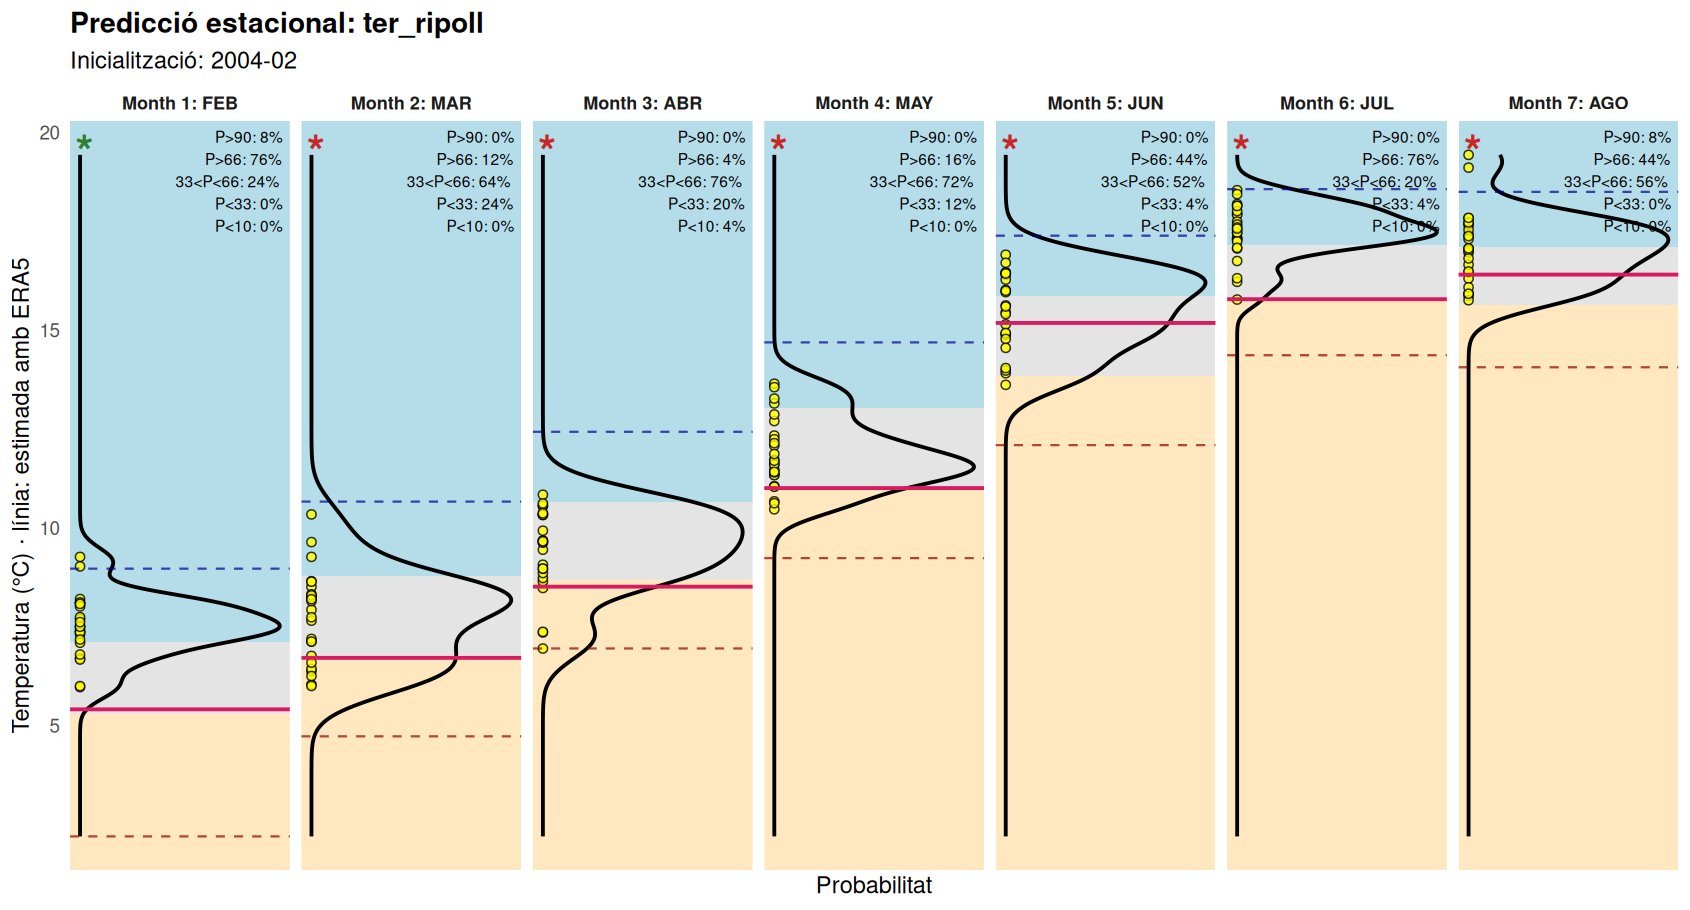 Predicció estacional: ter_ripoll
Inicialització: 2004-02
Month 1: FEB
Month 2: MAR
Month 3: ABR
Month 4: MAY
Month 5: JUN
Month 6: JUL
Month 7: AGO
P>90: 8%
P>66: 76%
33<P<66: 24%
P<33: 0%
P<10: 0%
P>90: 0%
P>66: 12%
33<P<66: 64%
P<33: 24%
P<10: 0%
P>90: 0%
P>66: 4%
33<P<66: 76%
P<33: 20%
P<10: 4%
P>90: 0%
P>66: 16%
33<P<66: 72%
P<33: 12%
P<10: 0%
P>90: 0%
P>66: 44%
33<P<66: 52%
P<33: 4%
P<10: 0%
P>90: 0%
P>66: 76%
33<P<66: 20%
P<33: 4%
P<10: 0%
P>90: 8%
P>66: 44%
33<P<66: 56%
P<33: 0%
P<10: 0%
20
15
10
5
Temperatura (°C) · línia: estimada amb ERA5
Probabilitat